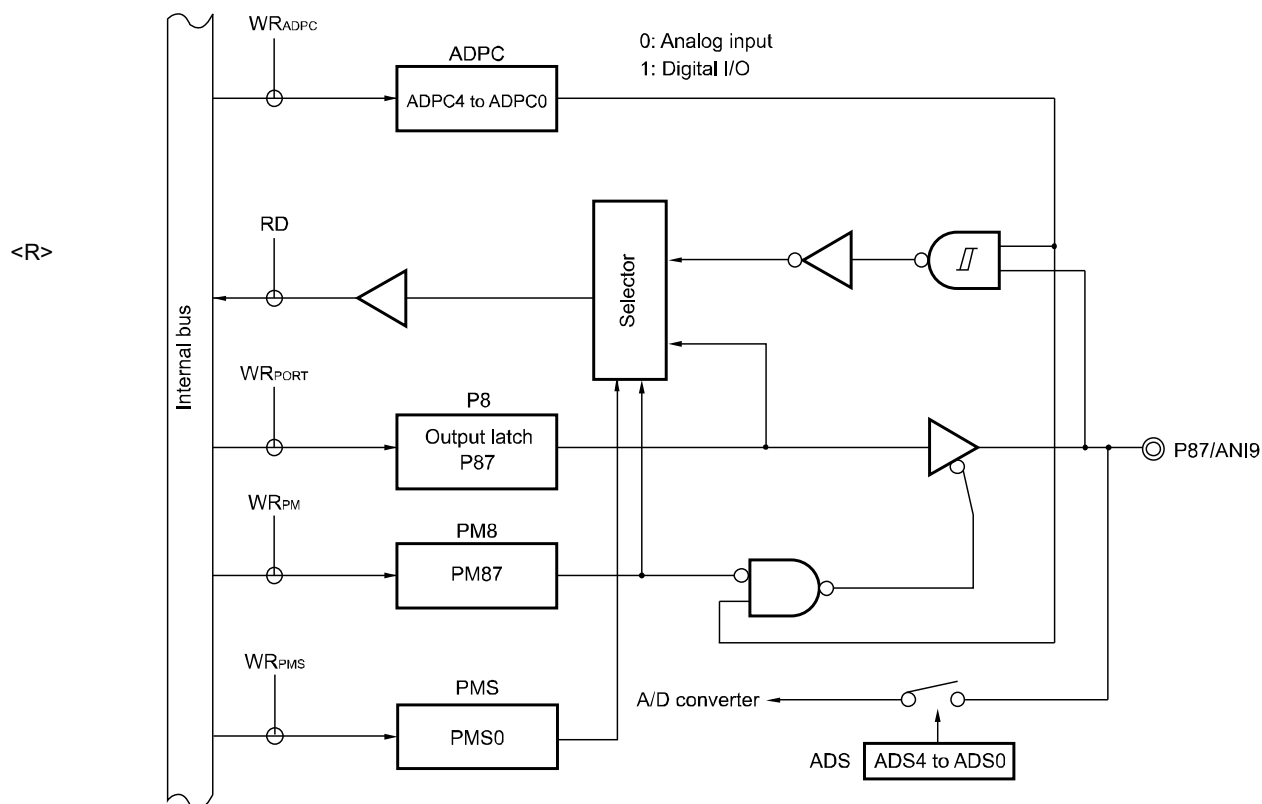 WRADPC
ADPC
ADPC4 to ADPC0
0: Analog input
1: Digital I/O
<R>
RD
Selector
Internal bus
WRPORT
P8
Output latch
P87
P87/ANI9
WRPM
PM8
PM87
WRPMS
PMS
PMS0
A/D converter
ADS
ADS4 to ADS0